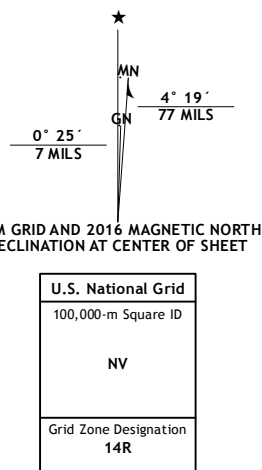 ★
MN
4° 19´
77 MILS
GN
0° 25´
7 MILS
M GRID AND 2016 MAGNETIC NORTH
ECLINATION AT CENTER OF SHEET
U.S. National Grid
100,000-m Square ID
NV
Grid Zone Designation
14R